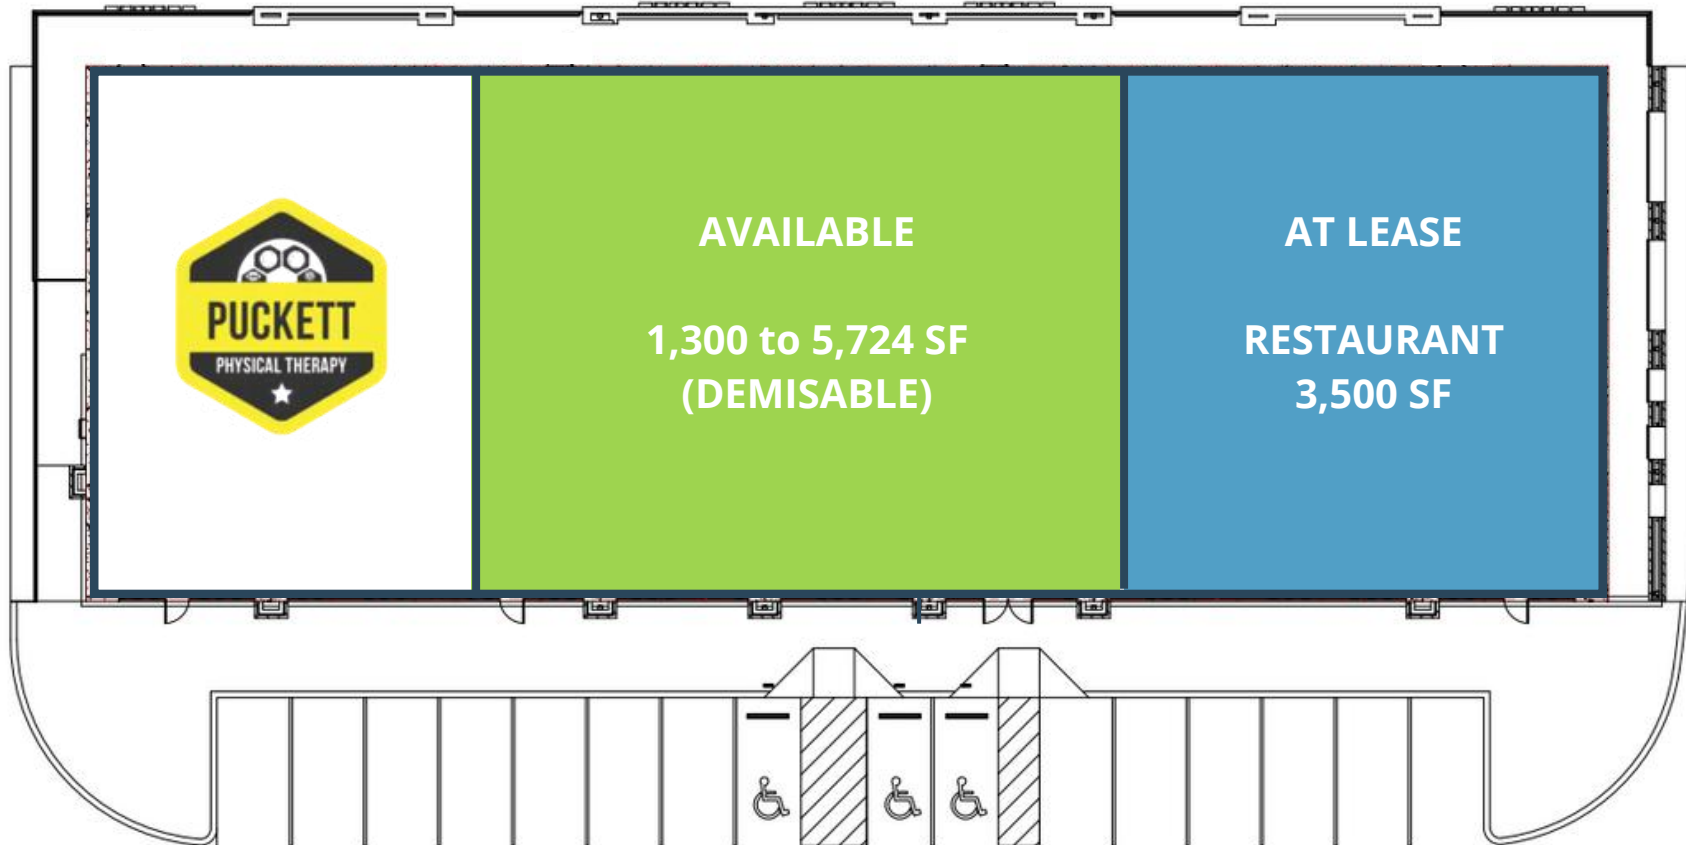 PUCKETT
PHYSICAL THERAPY
AVAILABLE
1,300 to 5,724 SF
(DEMISABLE)
AT LEASE
RESTAURANT
3,500 SF